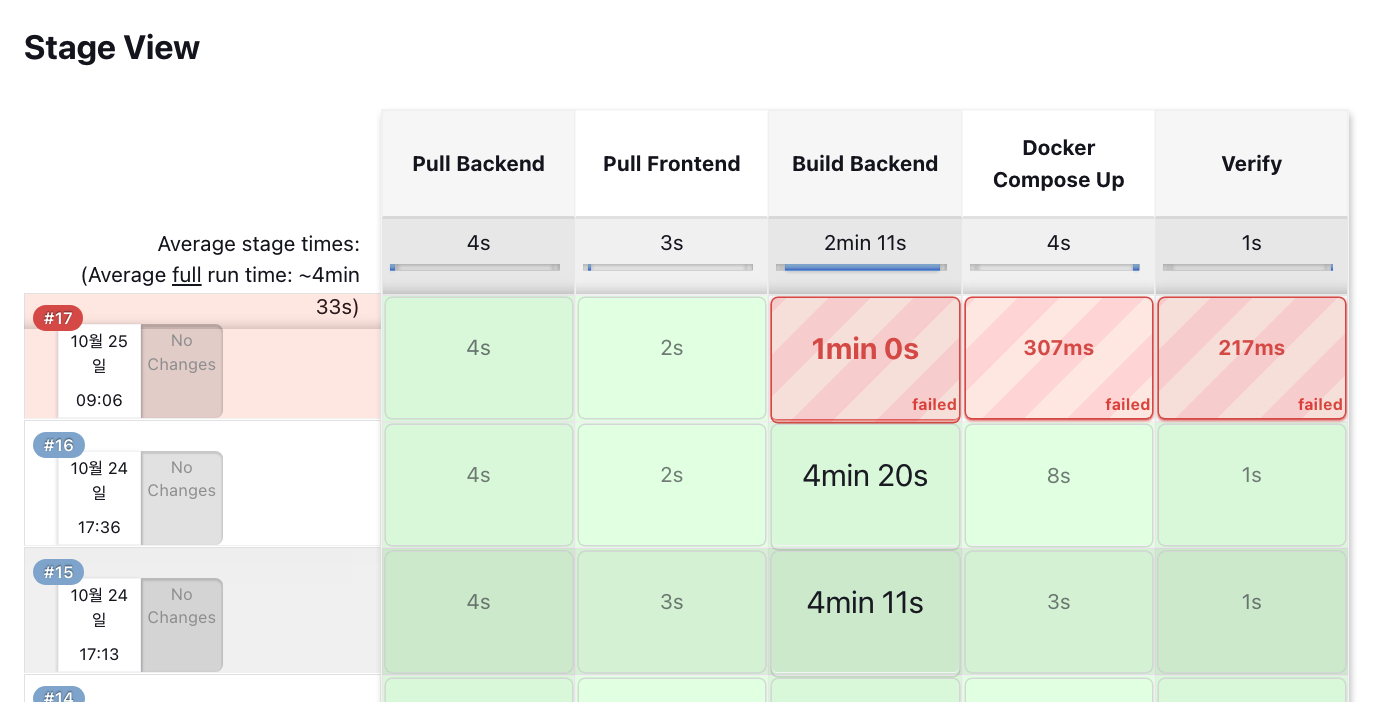 Stage View
Pull Backend
Pull Frontend
Build Backend
Docker
Compose Up
Verify
Average stage times:
(Average full run time: ~4min
33s)
4s
3s
2min 11s
4s
1s
#17
10월 25
일
09:06
No
Changes
4s
2s
1min 0s
failed
307ms
failed
217ms
failed
#16
10월 24
일
17:36
No
Changes
4s
2s
4min 20s
8s
1s
#15
10월 24
일
17:13
No
Changes
4s
3s
4min 11s
3s
1s
#14